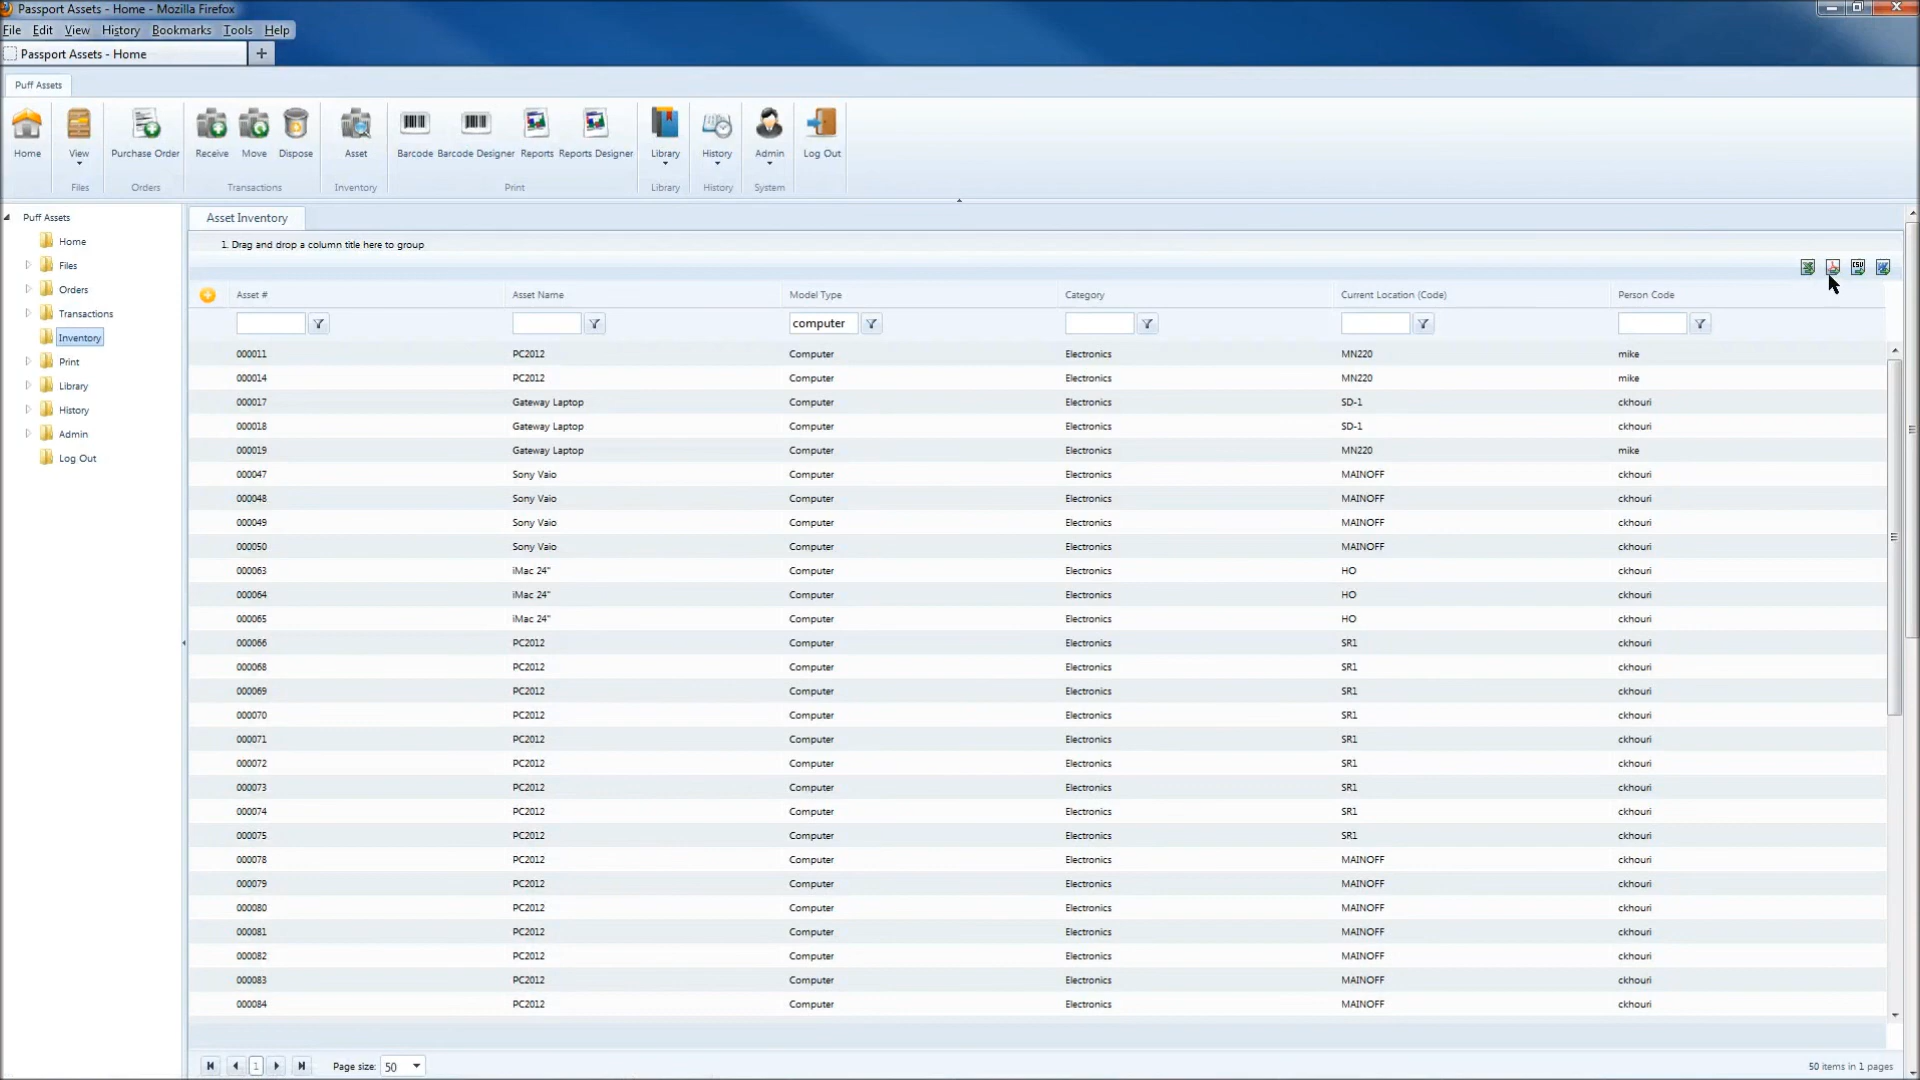 Passport Assets - Home - Mozilla Firefox
File Edit View History Bookmarks Tools Help
Passport Assets - Home
Puff Assets
Home View Purchase Order Receive Move Dispose Asset Barcode Barcode Designer Reports Reports Designer Library History Admin Log Out
Files Orders Transactions Inventory Print Library History System
Puff Assets
Home
Files
Orders
Transactions
Inventory
Print
Library
History
Admin
Log Out
Asset Inventory
1. Drag and drop a column title here to group
CSV
Asset # Asset Name Model Type Category Current Location (Code) Person Code
computer
000011 PC2012 Computer Electronics MN220 mike
000014 PC2012 Computer Electronics MN220 mike
000017 Gateway Laptop Computer Electronics SD-1 ckhouri
000018 Gateway Laptop Computer Electronics SD-1 ckhouri
000019 Gateway Laptop Computer Electronics MN220 mike
000047 Sony Vaio Computer Electronics MAINOFF ckhouri
000048 Sony Vaio Computer Electronics MAINOFF ckhouri
000049 Sony Vaio Computer Electronics MAINOFF ckhouri
000050 Sony Vaio Computer Electronics MAINOFF ckhouri
000063 iMac 24" Computer Electronics HO ckhouri
000064 iMac 24" Computer Electronics HO ckhouri
000065 iMac 24" Computer Electronics HO ckhouri
000066 PC2012 Computer Electronics SR1 ckhouri
000068 PC2012 Computer Electronics SR1 ckhouri
000069 PC2012 Computer Electronics SR1 ckhouri
000070 PC2012 Computer Electronics SR1 ckhouri
000071 PC2012 Computer Electronics SR1 ckhouri
000072 PC2012 Computer Electronics SR1 ckhouri
000073 PC2012 Computer Electronics SR1 ckhouri
000074 PC2012 Computer Electronics SR1 ckhouri
000075 PC2012 Computer Electronics SR1 ckhouri
000078 PC2012 Computer Electronics MAINOFF ckhouri
000079 PC2012 Computer Electronics MAINOFF ckhouri
000080 PC2012 Computer Electronics MAINOFF ckhouri
000081 PC2012 Computer Electronics MAINOFF ckhouri
000082 PC2012 Computer Electronics MAINOFF ckhouri
000083 PC2012 Computer Electronics MAINOFF ckhouri
000084 PC2012 Computer Electronics MAINOFF ckhouri
1 Page size: 50 50 items in 1 pages